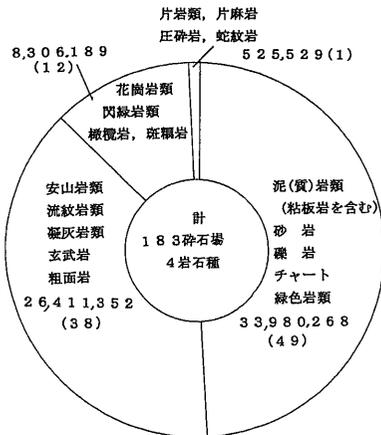 片岩類，片麻岩
圧砕岩，蛇紋岩
525,529(1)
8,306,189
(12)
花崗岩類
閃緑岩類
橄欖岩，斑糲岩
安山岩類
流紋岩類
凝灰岩類
玄武岩
粗面岩
26,411,352
(38)
計
183砕石場
4岩石種
泥(質)岩類
(粘板岩を含む)
砂　岩
礫　岩
チャート
緑色岩類
33,980,268
(49)